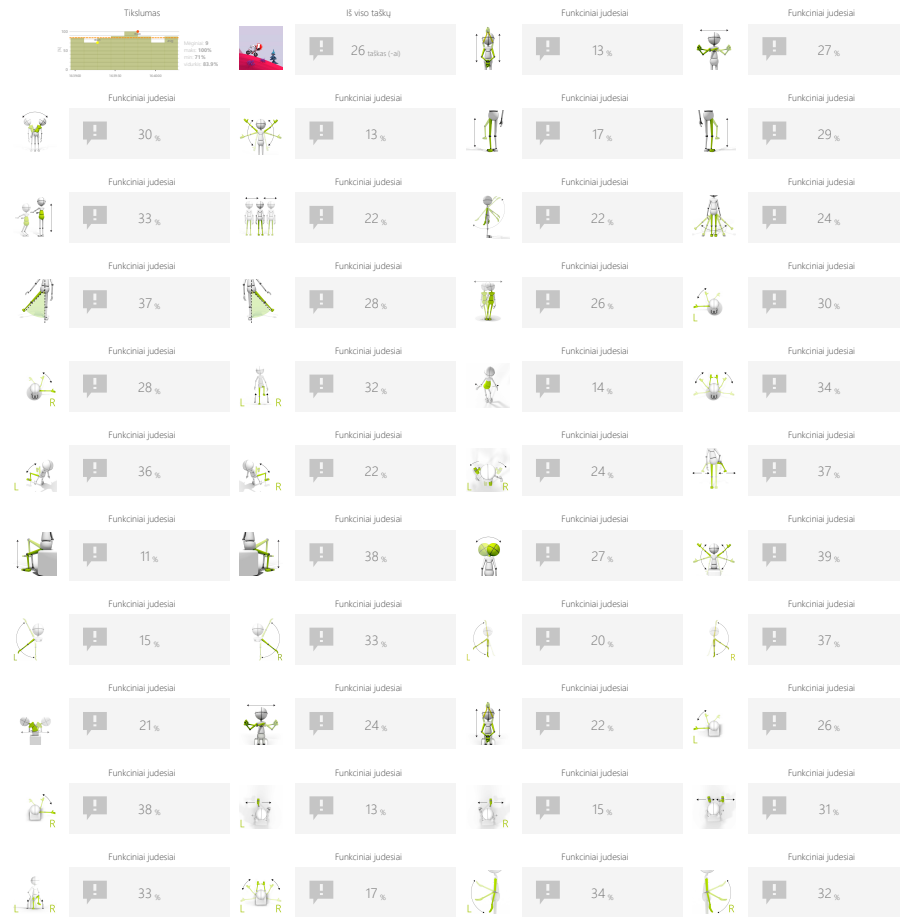 Tikslumas
Iš viso taškų
Funkciniai judesiai
Funkciniai judesiai
maks: 100%
min: 71%
vidutinis: 83.9%
26 taškas (-ai)
13 %
27 %
Funkciniai judesiai
Funkciniai judesiai
Funkciniai judesiai
Funkciniai judesiai
30 %
13 %
17 %
29 %
Funkciniai judesiai
Funkciniai judesiai
Funkciniai judesiai
Funkciniai judesiai
33 %
22 %
22 %
24 %
Funkciniai judesiai
Funkciniai judesiai
Funkciniai judesiai
Funkciniai judesiai
37 %
28 %
26 %
L
30 %
Funkciniai judesiai
Funkciniai judesiai
Funkciniai judesiai
Funkciniai judesiai
R
28 %
L R
32 %
14 %
L R
34 %
Funkciniai judesiai
Funkciniai judesiai
Funkciniai judesiai
Funkciniai judesiai
L
36 %
R
22 %
L R
24 %
37 %
Funkciniai judesiai
Funkciniai judesiai
Funkciniai judesiai
Funkciniai judesiai
11 %
38 %
27 %
39 %
Funkciniai judesiai
Funkciniai judesiai
Funkciniai judesiai
Funkciniai judesiai
L
15 %
R
33 %
L
20 %
R
37 %
Funkciniai judesiai
Funkciniai judesiai
Funkciniai judesiai
Funkciniai judesiai
21 %
24 %
22 %
L
26 %
Funkciniai judesiai
Funkciniai judesiai
Funkciniai judesiai
Funkciniai judesiai
R
38 %
L
13 %
R
15 %
31 %
Funkciniai judesiai
Funkciniai judesiai
Funkciniai judesiai
Funkciniai judesiai
L R
33 %
L R
17 %
L
34 %
R
32 %